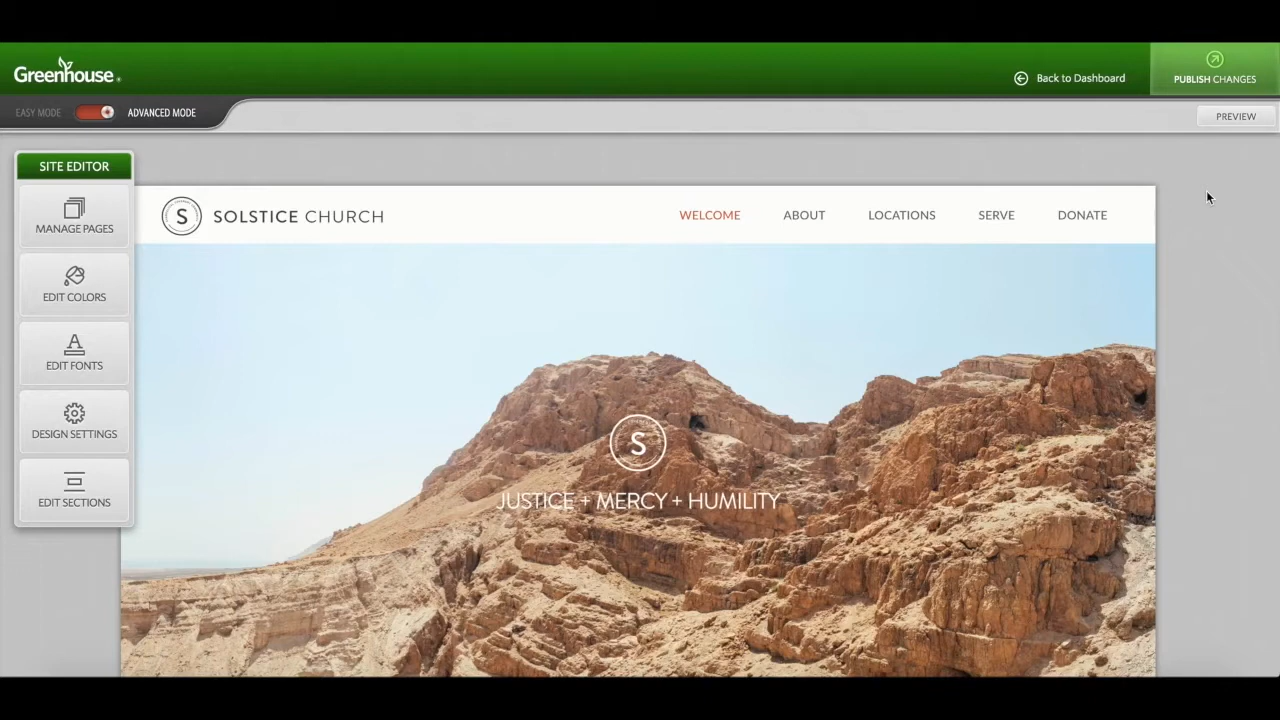 Greenhouse
Back to Dashboard
PUBLISH CHANGES
EASY MODE
ADVANCED MODE
PREVIEW
SITE EDITOR
MANAGE PAGES
EDIT COLORS
EDIT FONTS
DESIGN SETTINGS
EDIT SECTIONS
S
SOLSTICE CHURCH
WELCOME
ABOUT
LOCATIONS
SERVE
DONATE
S
JUSTICE + MERCY + HUMILITY